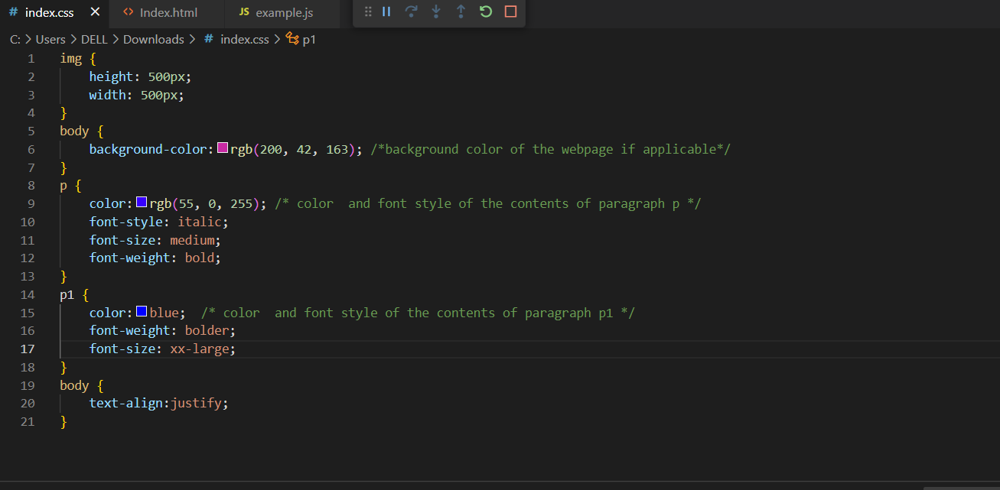 # index.css × <> Index.html JS example.js
C: > Users > DELL > Downloads > # index.css > p1
1 img {
2     height: 500px;
3     width: 500px;
4 }
5 body {
6     background-color: rgb(200, 42, 163); /*background color of the webpage if applicable*/
7 }
8 p {
9     color: rgb(55, 0, 255); /* color  and font style of the contents of paragraph p */
10     font-style: italic;
11     font-size: medium;
12     font-weight: bold;
13 }
14 p1 {
15     color: blue;  /* color  and font style of the contents of paragraph p1 */
16     font-weight: bolder;
17     font-size: xx-large;
18 }
19 body {
20     text-align:justify;
21 }